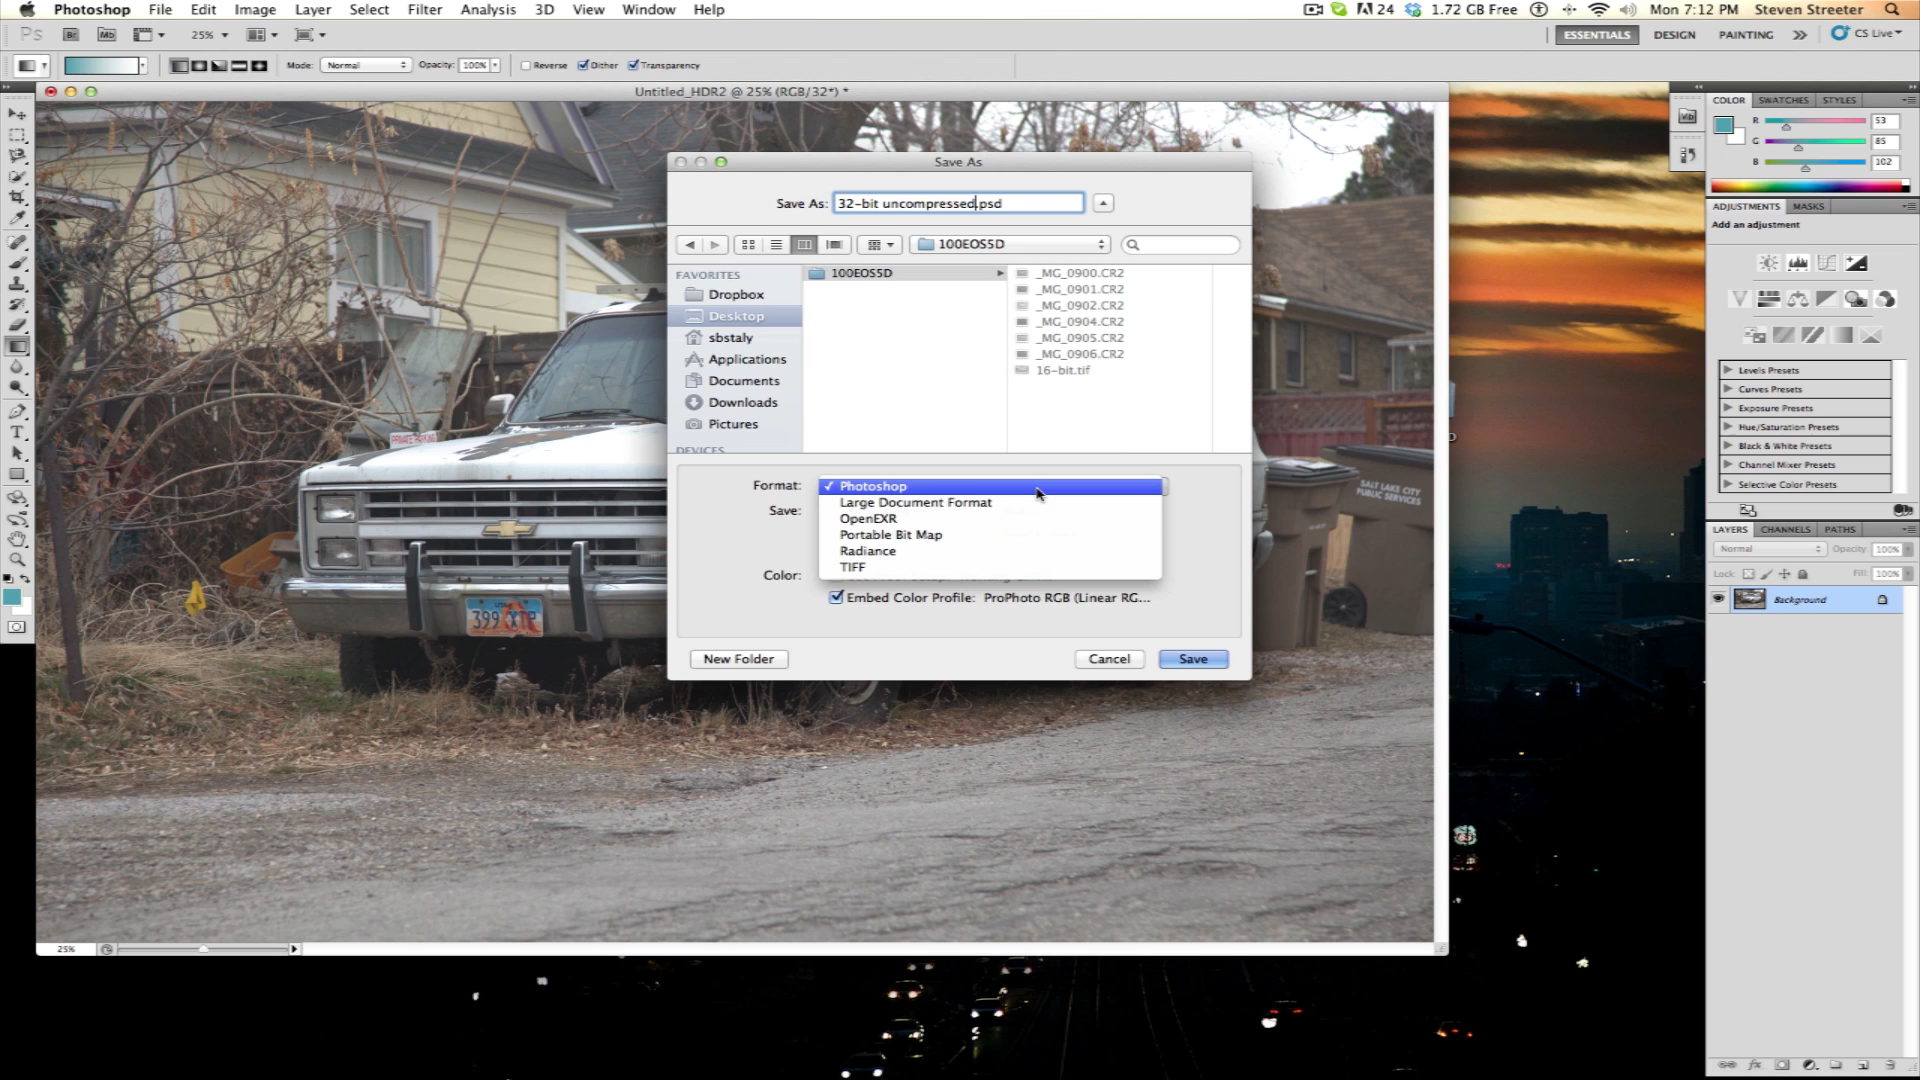 Photoshop File Edit Image Layer Select Filter Analysis 3D View Window Help 24 1.72 GB Free Mon 7:12 PM Steven Streeter
Ps Br Mb 25% ESSENTIALS DESIGN PAINTING CS Live
Mode: Normal Opacity: 100% Reverse Dither Transparency
Untitled_HDR2 @ 25% (RGB/32*) *
Save As
Save As: 32-bit uncompressed.psd
100EOS5D
FAVORITES
Dropbox
Desktop
sbstaly
Applications
Documents
Downloads
Pictures
DEVICES
100EOS5D
_MG_0900.CR2
_MG_0901.CR2
_MG_0902.CR2
_MG_0904.CR2
_MG_0905.CR2
_MG_0906.CR2
16-bit.tif
Format:
Save:
Color:
✓ Photoshop
Large Document Format
OpenEXR
Portable Bit Map
Radiance
TIFF
Embed Color Profile: ProPhoto RGB (Linear RG...
New Folder Cancel Save
PRIVATE PARKING
399 XTP
SALT LAKE CITY
PUBLIC SERVICES
25%
COLOR SWATCHES STYLES
R 53
G 85
B 102
ADJUSTMENTS MASKS
Add an adjustment
Levels Presets
Curves Presets
Exposure Presets
Hue/Saturation Presets
Black & White Presets
Channel Mixer Presets
Selective Color Presets
LAYERS CHANNELS PATHS
Normal Opacity: 100%
Lock: Fill: 100%
Background